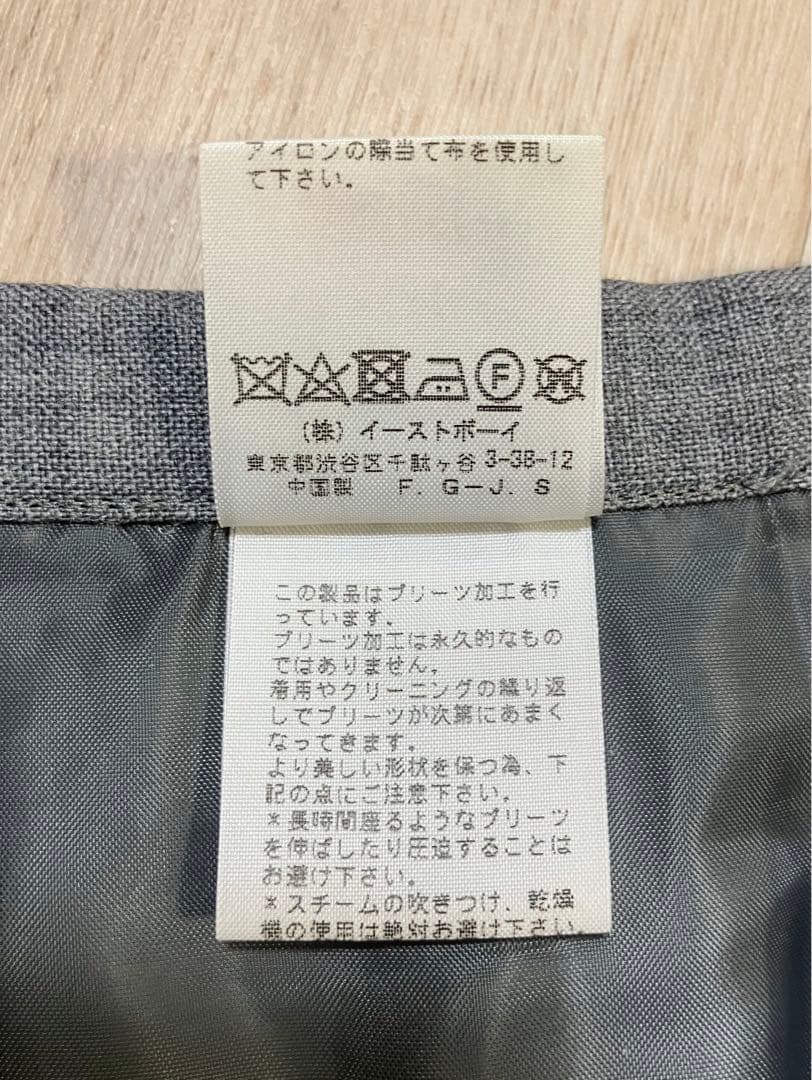 アイロンの際当て布を使用し
て下さい。
F
W
(株) イーストボーイ
東京都渋谷区千駄ヶ谷 3-38-12
中国製 F. G-J. S
この製品はプリーツ加工を行
っています。
プリーツ加工は永久的なもの
ではありません。
着用やクリーニングの繰り返
しでプリーツが次第にあまく
なってきます。
より美しい形状を保つ為、下
記の点にご注意下さい。
*長時間座るようなプリーツ
を伸ばしたり圧迫することは
お避け下さい。
*スチームの吹きつけ、乾燥
機の使用は絶対お避け下さい。